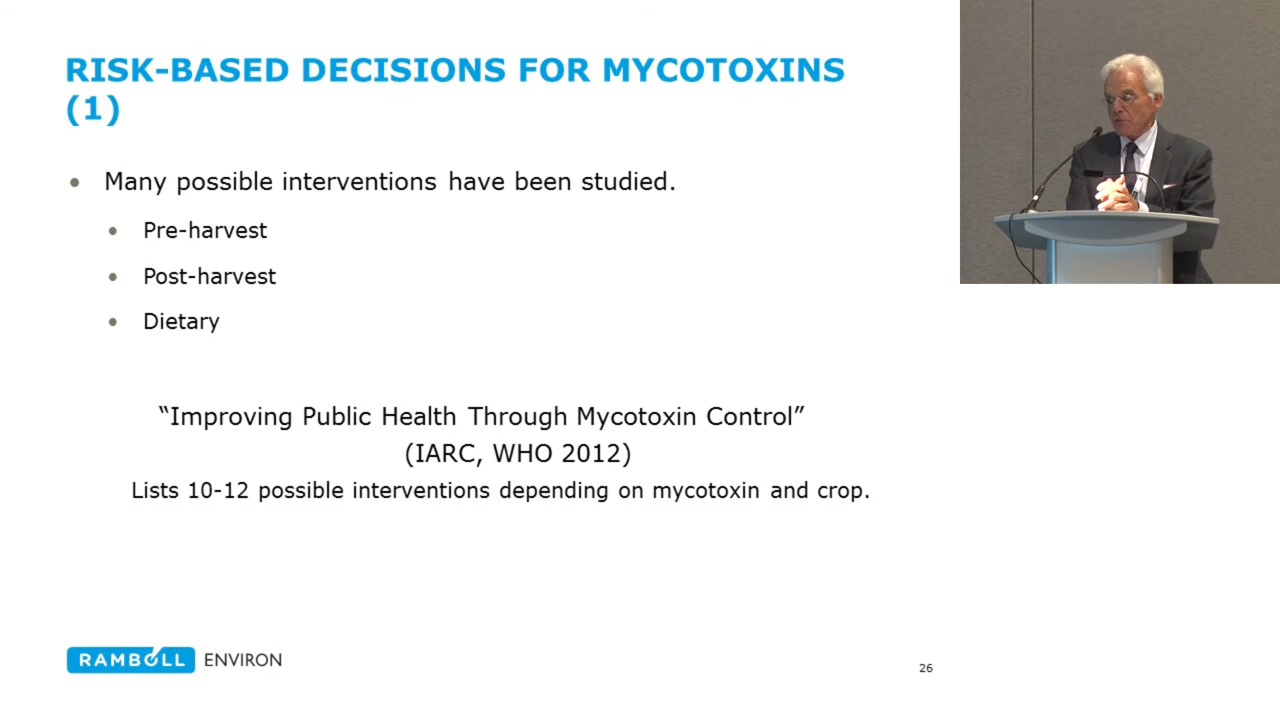 RISK-BASED DECISIONS FOR MYCOTOXINS
(1)
• Many possible interventions have been studied.
• Pre-harvest
• Post-harvest
• Dietary
“Improving Public Health Through Mycotoxin Control”
(IARC, WHO 2012)
Lists 10-12 possible interventions depending on mycotoxin and crop.
RAMBOLL ENVIRON
26